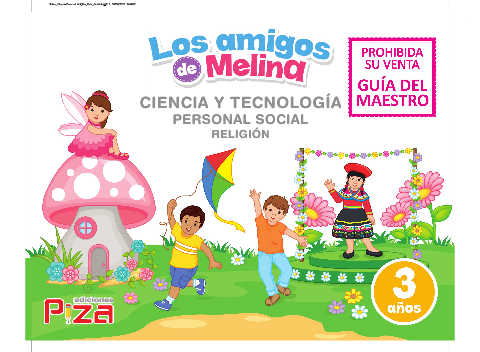 Los amigos
de Melina
PROHIBIDA
SU VENTA
GUÍA DEL
MAESTRO
CIENCIA Y TECNOLOGÍA
PERSONAL SOCIAL
RELIGIÓN
3
años
ediciones
Piza